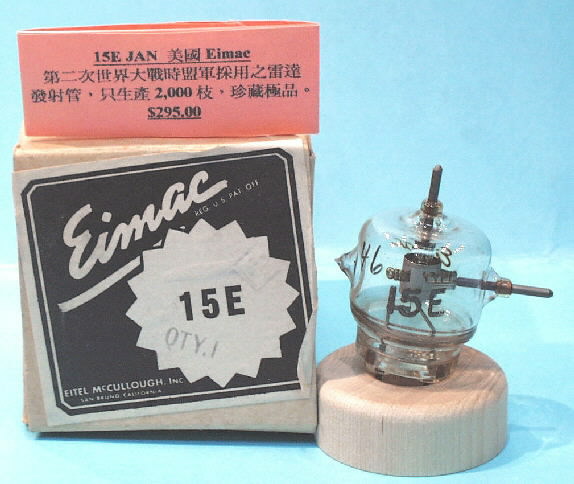 15E JAN 美國 Eimac
第二次世界大戰時盟軍採用之雷達
發射管，只生產 2,000 枝，珍藏極品。
$295.00
Eimac
REG. U.S. PAT. OFF
15E
QTY.1
EITEL McCULLOUGH, INC
SAN BRUNO, CALIFORNIA
15E